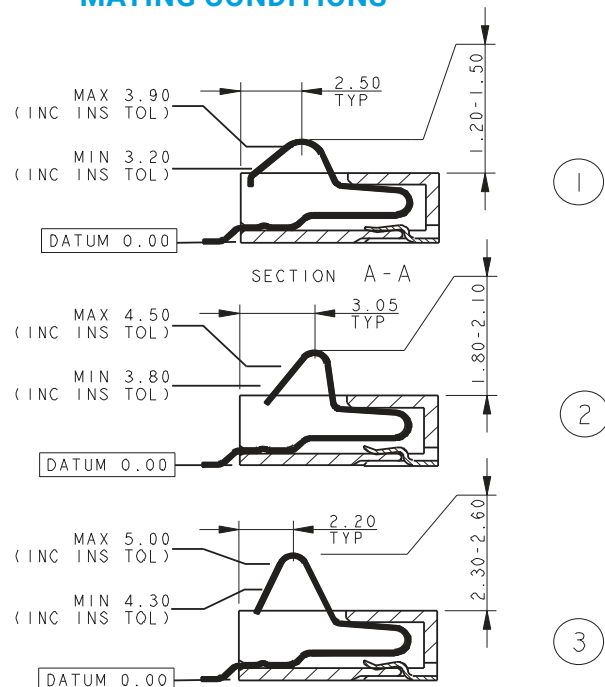 MATING CONDITIONS
2.50
TYP
MAX 3.90
(INC INS TOL)
MIN 3.20
(INC INS TOL)
1.20-1.50
1
DATUM 0.00
SECTION A-A
3.05
TYP
MAX 4.50
(INC INS TOL)
MIN 3.80
(INC INS TOL)
1.80-2.10
2
DATUM 0.00
2.20
TYP
MAX 5.00
(INC INS TOL)
MIN 4.30
(INC INS TOL)
2.30-2.60
3
DATUM 0.00